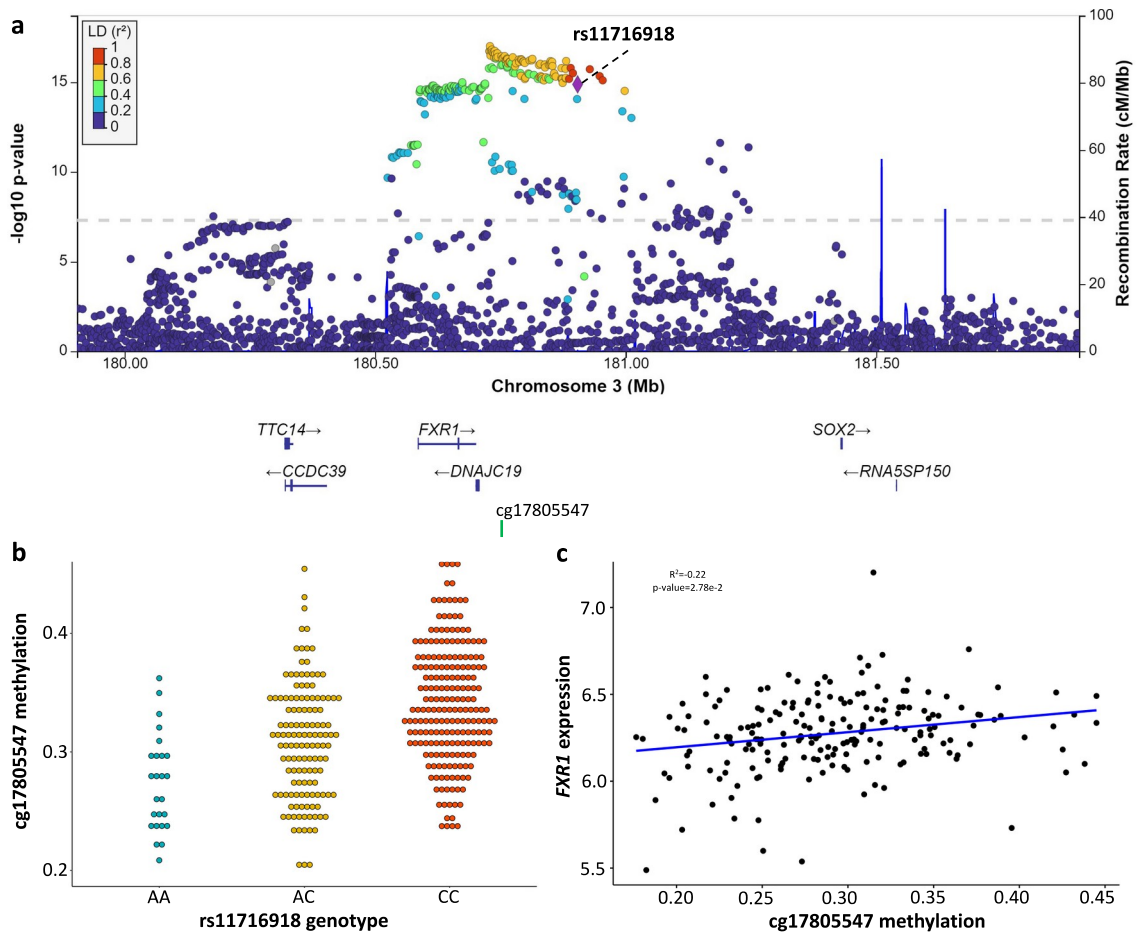 a
LD (r²)
1
0.8
0.6
0.4
0.2
0
rs11716918
-log10 p-value
15
10
5
0
Recombination Rate (cM/Mb)
100
80
60
40
20
0
180.00
180.50
181.00
181.50
Chromosome 3 (Mb)
TTC14→
FXR1→
SOX2→
←CCDC39
←DNAJC19
←RNA5SP150
cg17805547
b
cg17805547 methylation
0.4
0.3
0.2
AA
AC
CC
rs11716918 genotype
c
R²=-0.22
p-value=2.78e-2
FXR1 expression
7.0
6.5
6.0
5.5
0.20
0.25
0.30
0.35
0.40
0.45
cg17805547 methylation